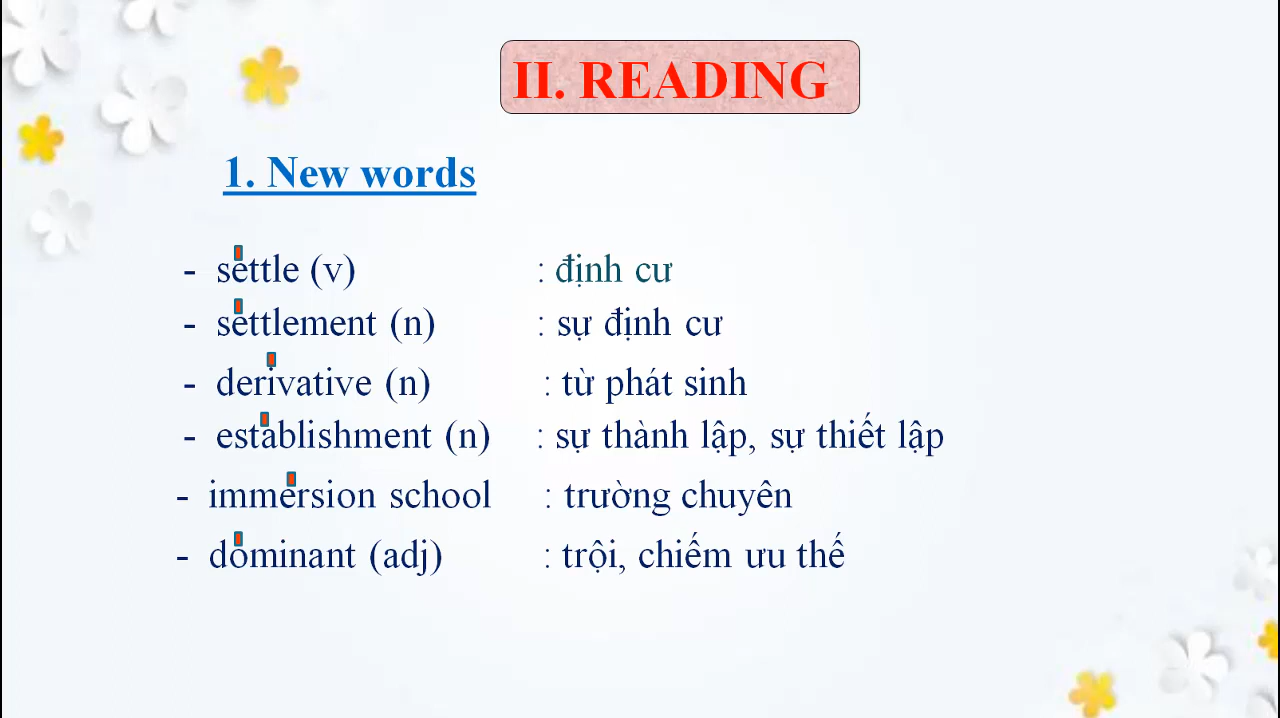 II. READING
1. New words
- settle (v) : định cư
- settlement (n) : sự định cư
- derivative (n) : từ phát sinh
- establishment (n) : sự thành lập, sự thiết lập
- immersion school : trường chuyên
- dominant (adj) : trội, chiếm ưu thế